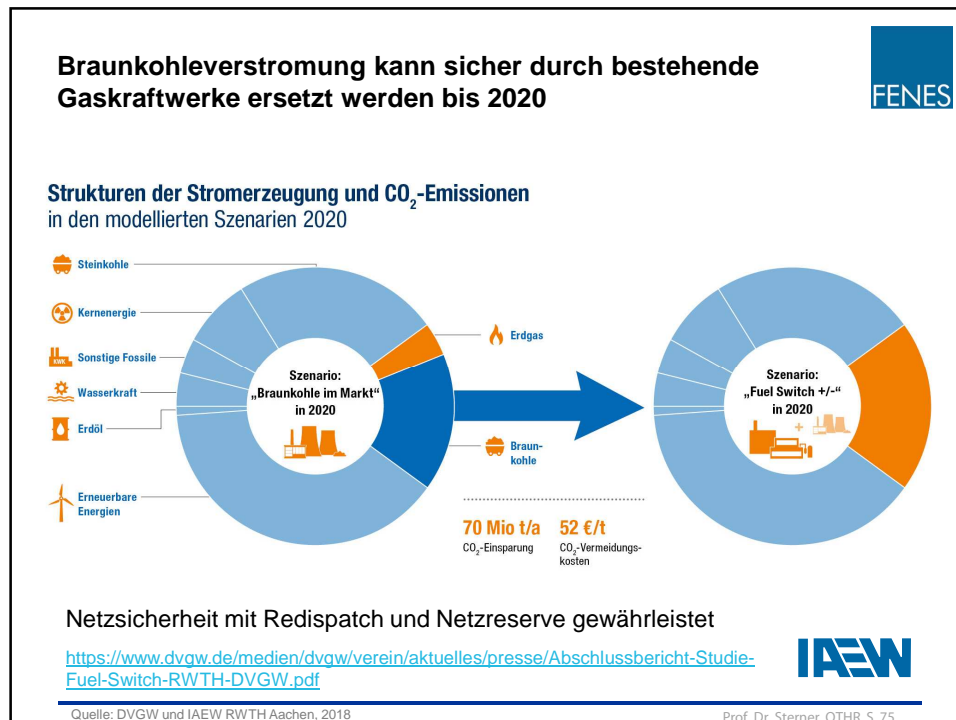 Braunkohleverstromung kann sicher durch bestehende
Gaskraftwerke ersetzt werden bis 2020
FENES
Strukturen der Stromerzeugung und CO₂-Emissionen
in den modellierten Szenarien 2020
Steinkohle
Kernenergie
KWK
Sonstige Fossile
Wasserkraft
Erdöl
Erneuerbare
Energien
Szenario:
„Braunkohle im Markt“
in 2020
Erdgas
Braun-
kohle
70 Mio t/a
CO₂-Einsparung
52 €/t
CO₂-Vermeidungs-
kosten
Szenario:
„Fuel Switch +/-“
in 2020
+
Netzsicherheit mit Redispatch und Netzreserve gewährleistet
https://www.dvgw.de/medien/dvgw/verein/aktuelles/presse/Abschlussbericht-Studie-
Fuel-Switch-RWTH-DVGW.pdf
IAEW
Quelle: DVGW und IAEW RWTH Aachen, 2018
Prof. Dr. Sterner, OTHR, S. 75